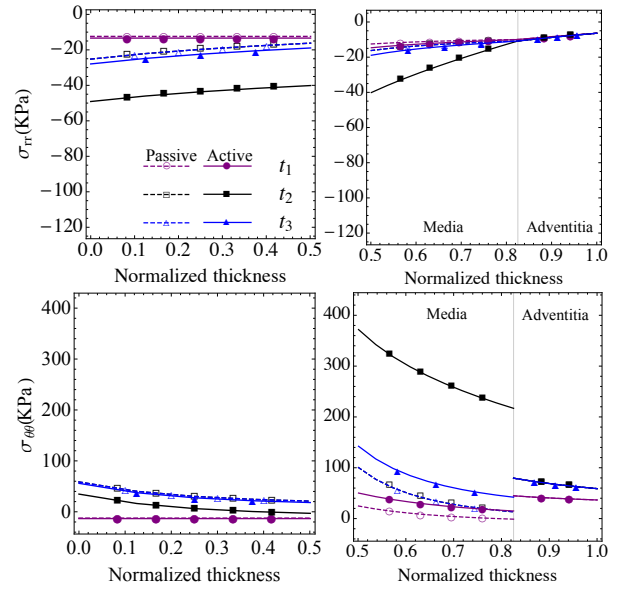 0
−20
−40
−60
−80
−100
−120
σrr(KPa)
Passive Active
t1
t2
t3
0.0 0.1 0.2 0.3 0.4 0.5
Normalized thickness
0
−20
−40
−60
−80
−100
−120
Media Adventitia
0.5 0.6 0.7 0.8 0.9 1.0
Normalized thickness
400
300
200
100
0
σθθ(KPa)
0.0 0.1 0.2 0.3 0.4 0.5
Normalized thickness
400
300
200
100
0
Media Adventitia
0.5 0.6 0.7 0.8 0.9 1.0
Normalized thickness